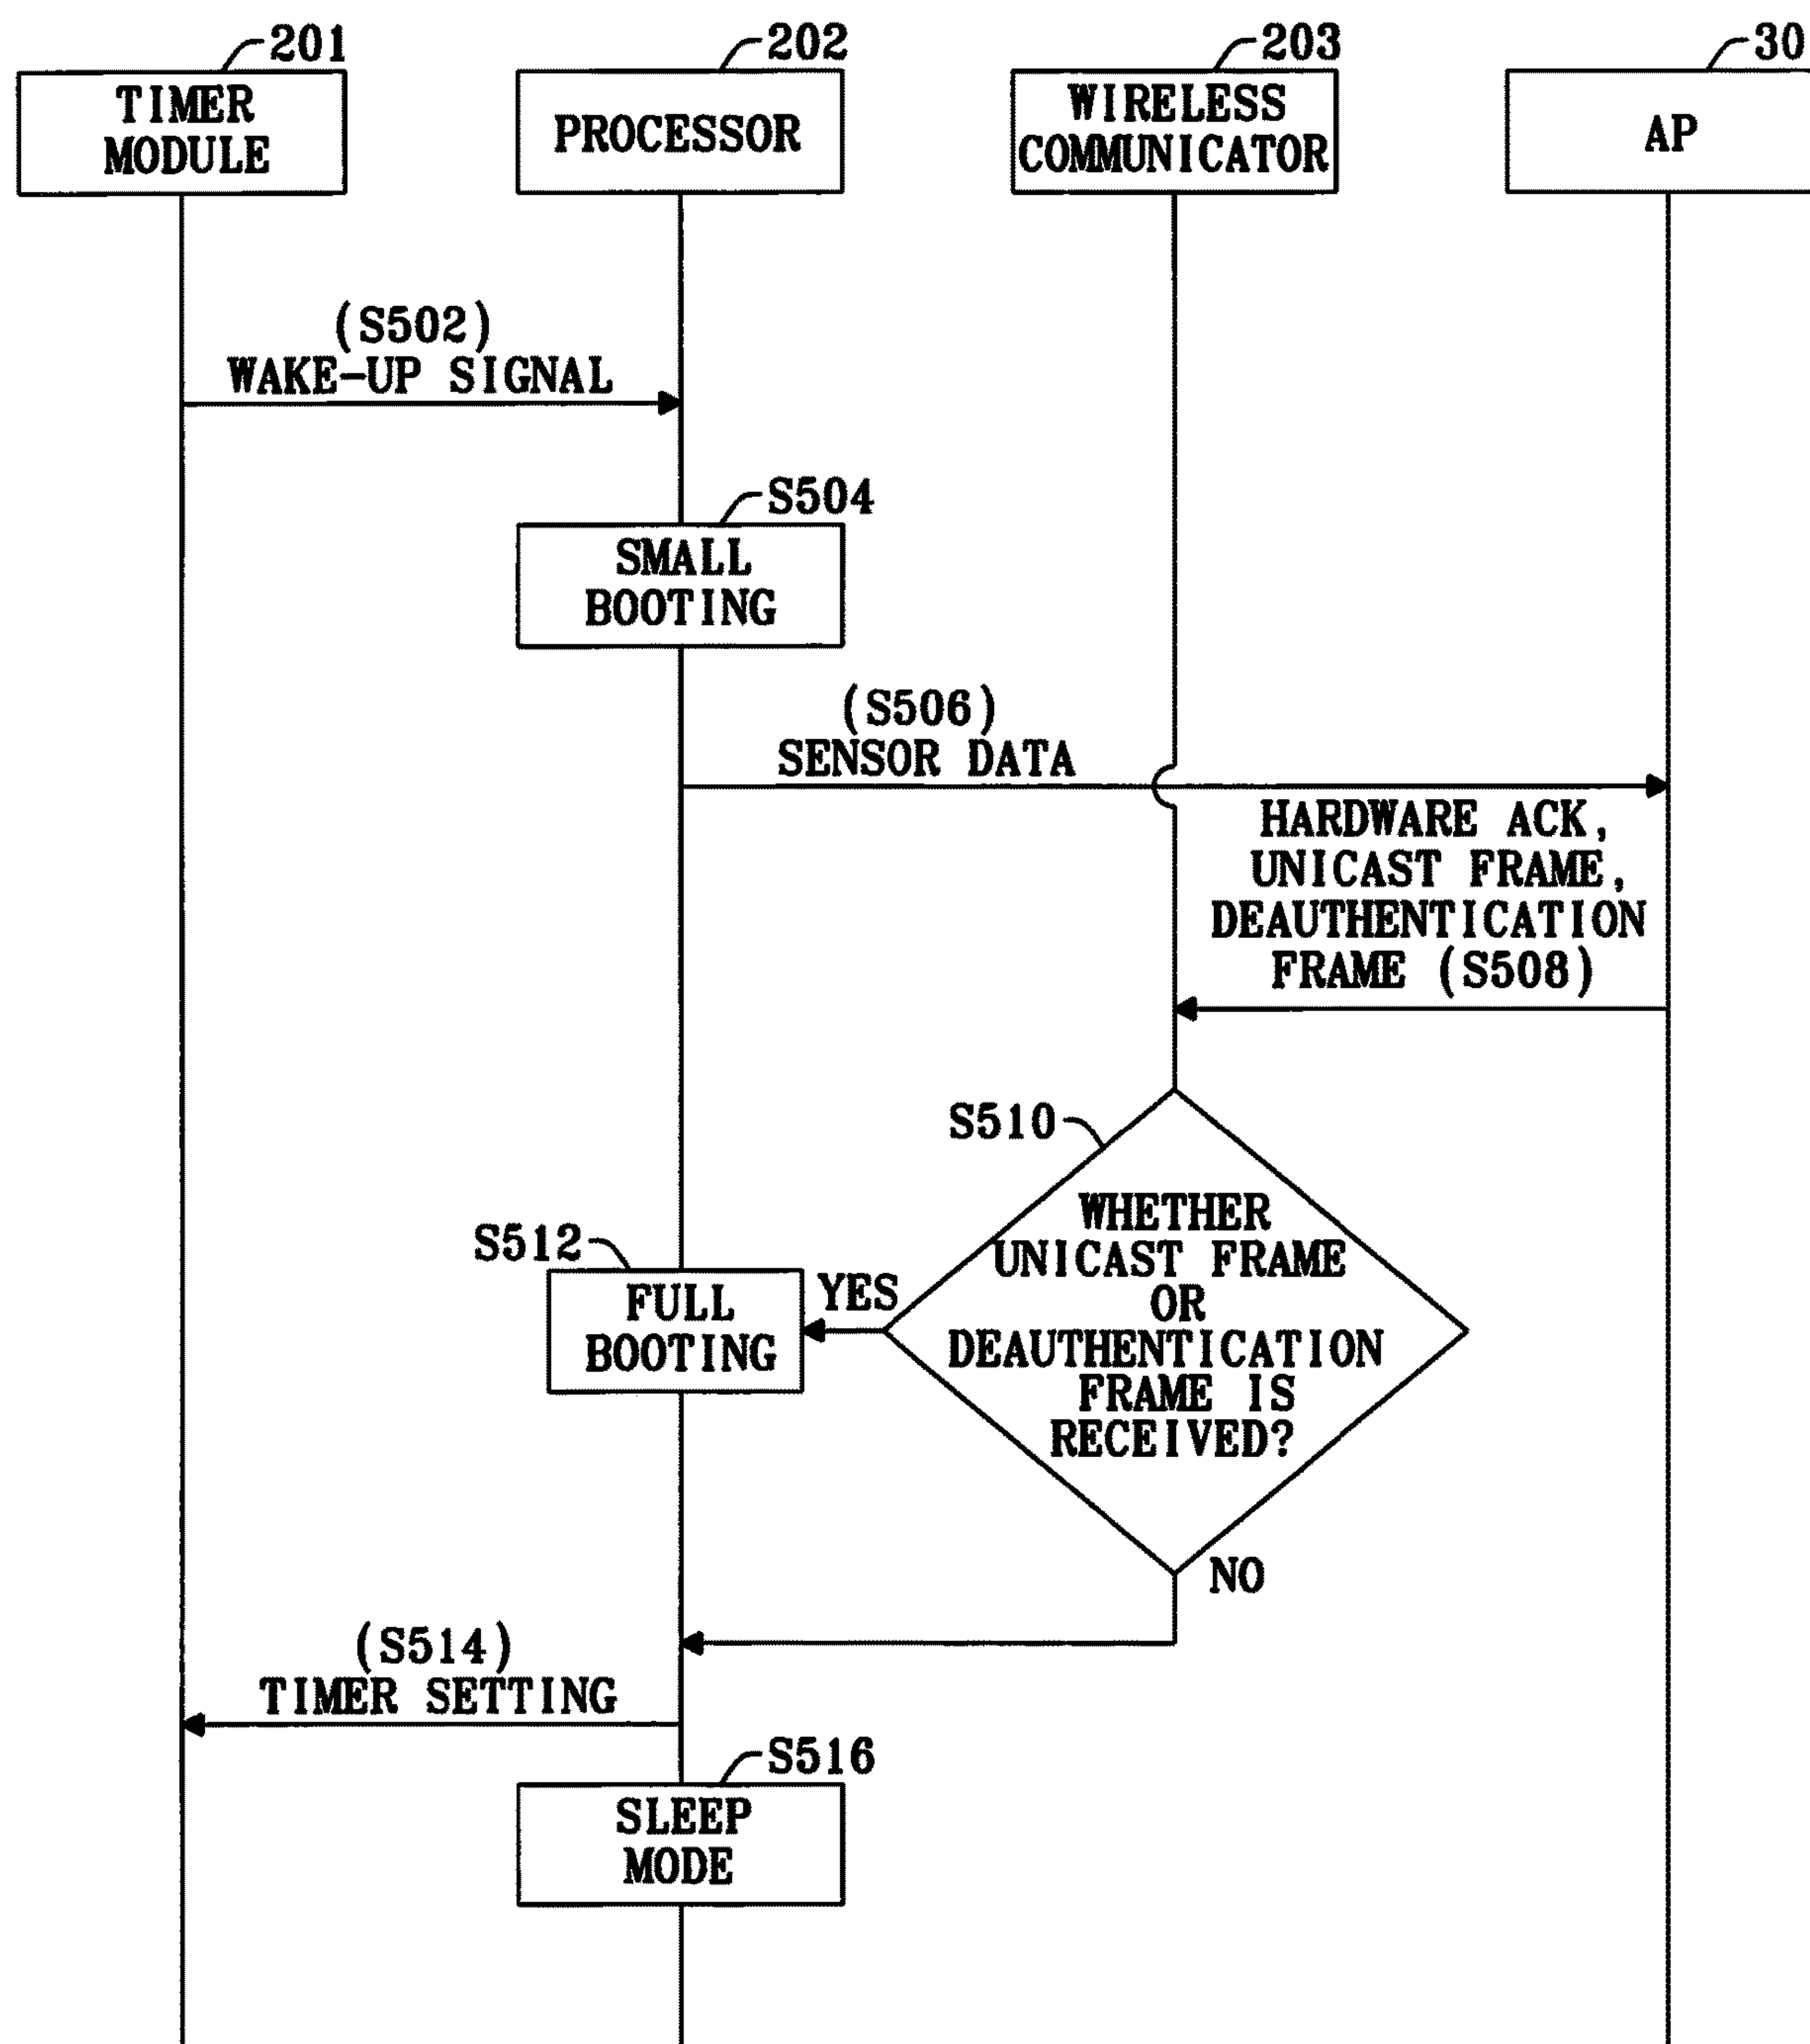 201
202
203
30
TIMER
MODULE
PROCESSOR
WIRELESS
COMMUNICATOR
AP
(S502)
WAKE-UP SIGNAL
S504
SMALL
BOOTING
(S506)
SENSOR DATA
HARDWARE ACK,
UNICAST FRAME,
DEAUTHENTICATION
FRAME (S508)
S510
WHETHER
UNICAST FRAME
OR
DEAUTHENTICATION
FRAME IS
RECEIVED?
S512
FULL
BOOTING
YES
NO
(S514)
TIMER SETTING
S516
SLEEP
MODE